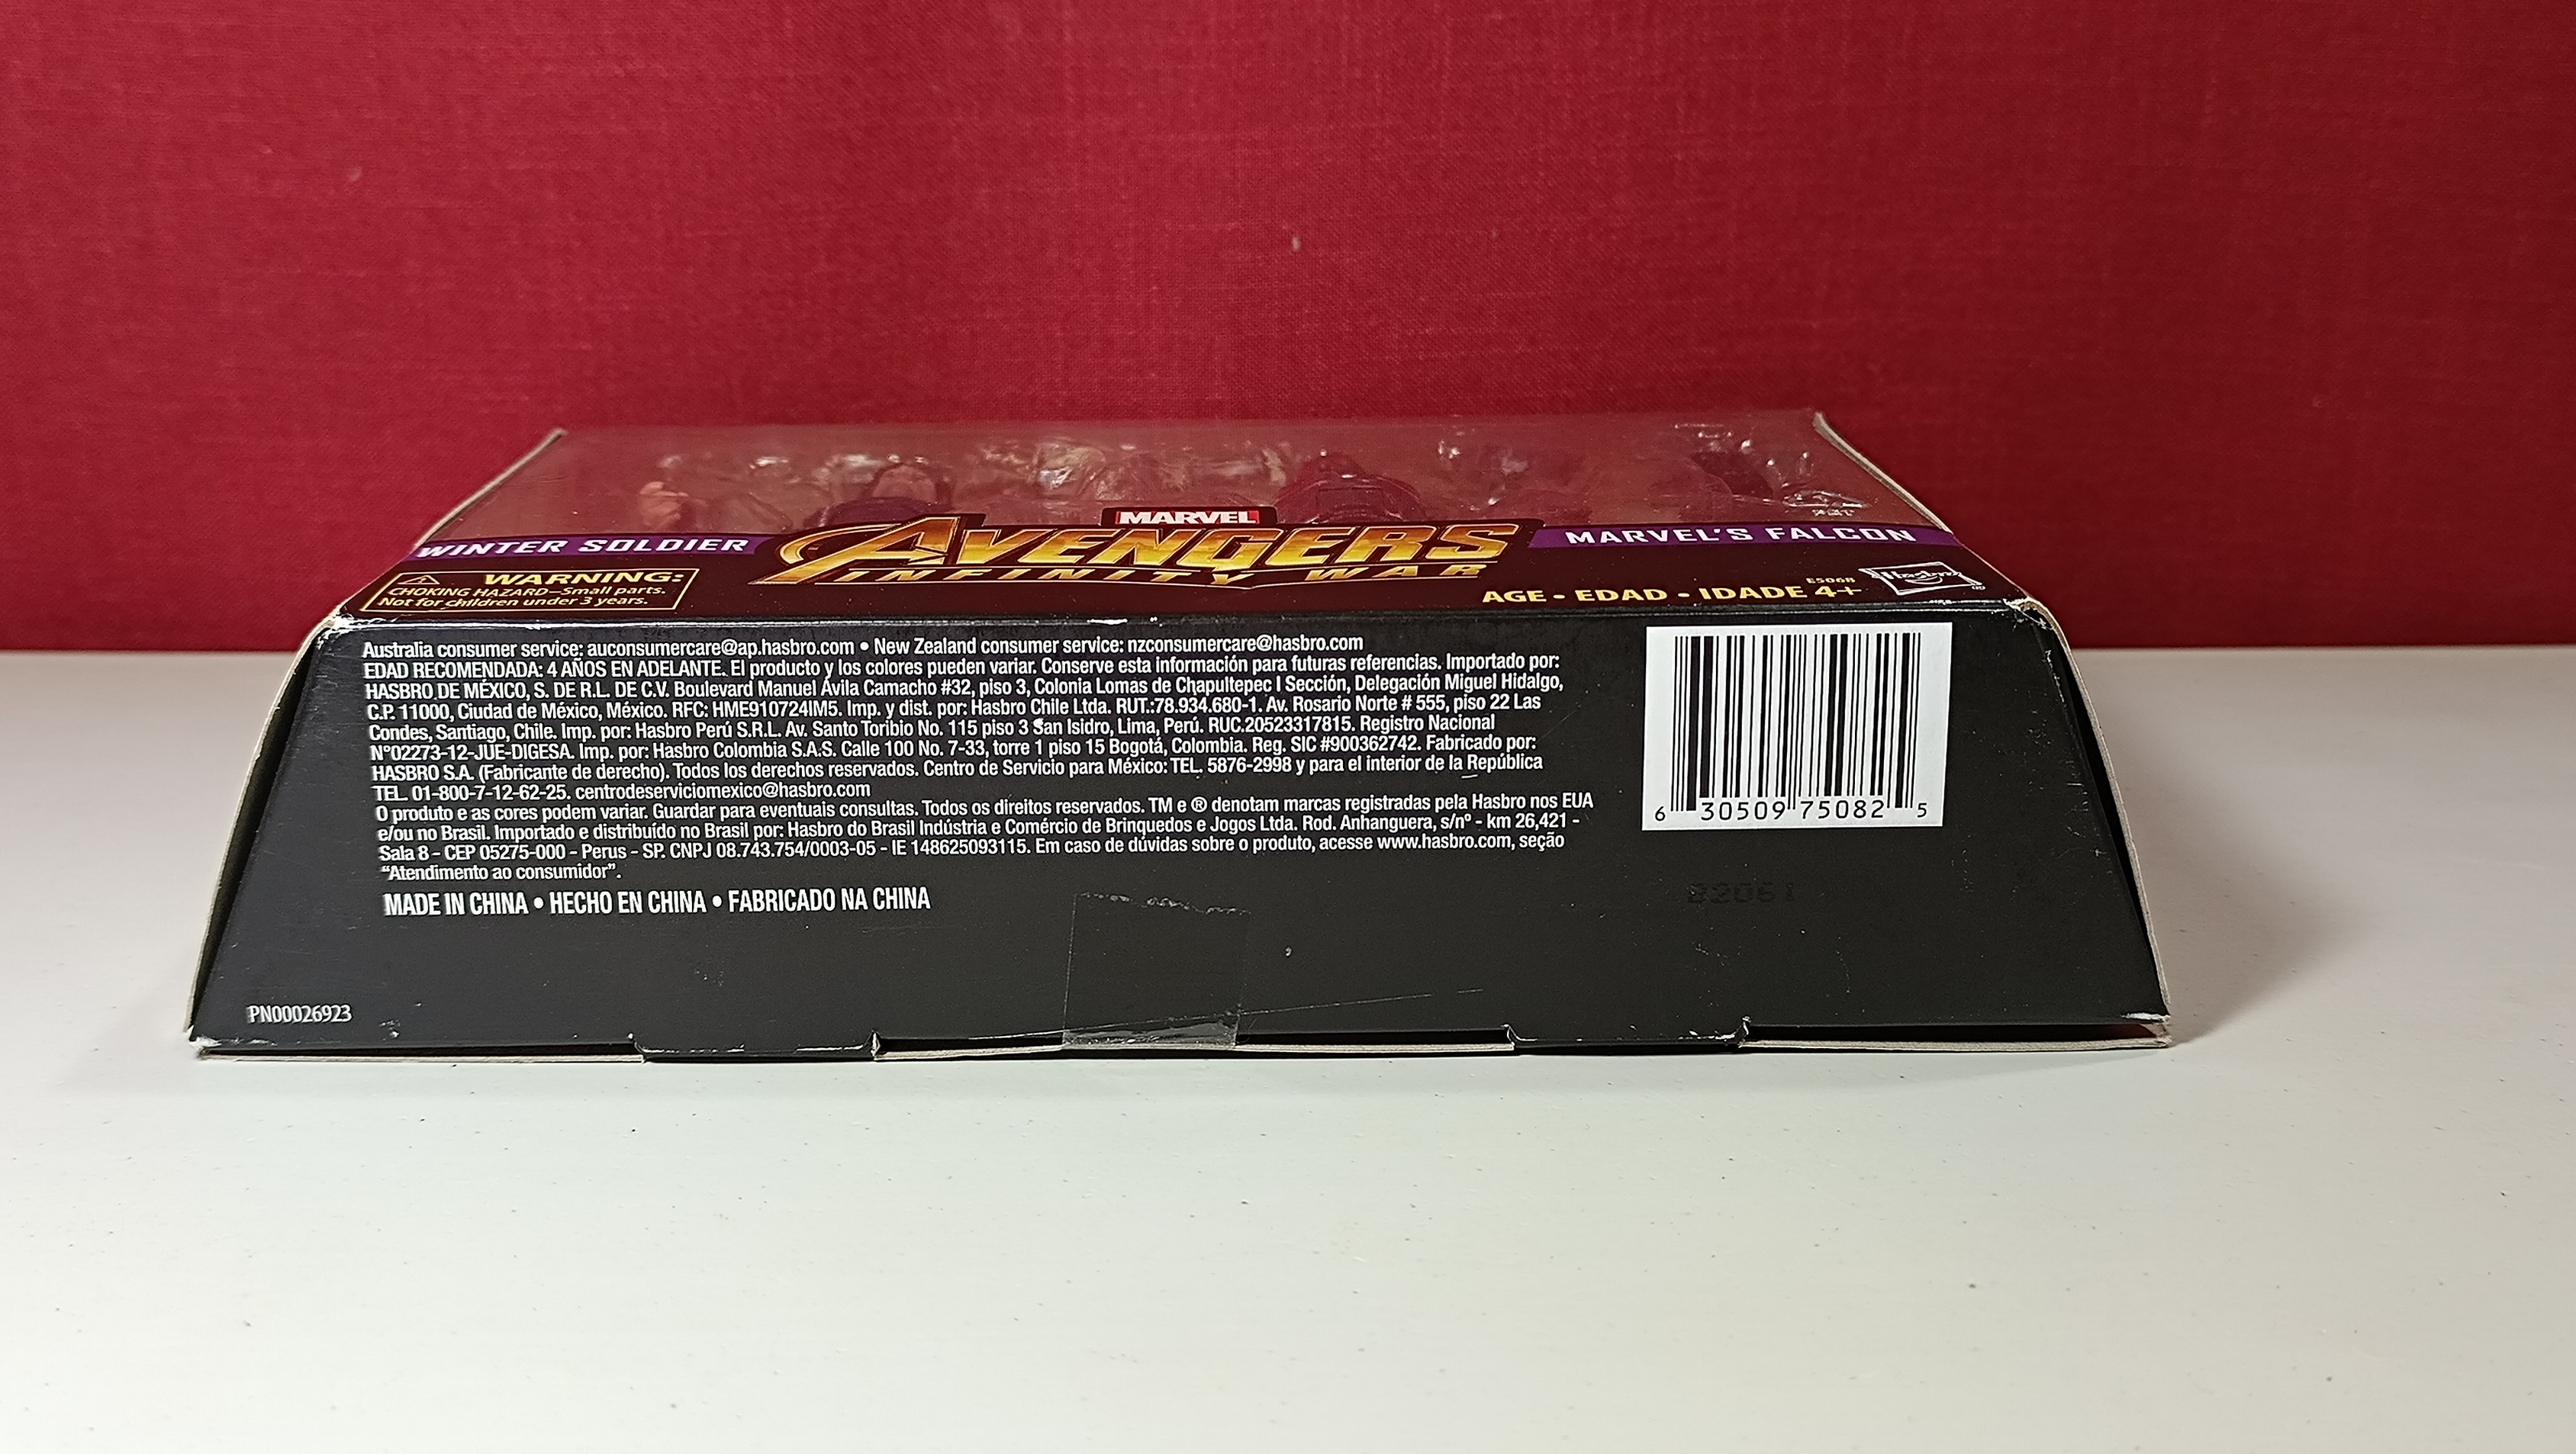 MARVEL
WINTER SOLDIER
AVENGERS
INFINITY WAR
MARVEL'S FALCON
WARNING:
CHOKING HAZARD—Small parts.
Not for children under 3 years.
E5068
AGE • EDAD • IDADE 4+
Hasbro
Australia consumer service: auconsumercare@ap.hasbro.com • New Zealand consumer service: nzconsumercare@hasbro.com
EDAD RECOMENDADA: 4 AÑOS EN ADELANTE. El producto y los colores pueden variar. Conserve esta información para futuras referencias. Importado por:
HASBRO DE MÉXICO, S. DE R.L. DE C.V. Boulevard Manuel Ávila Camacho #32, piso 3, Colonia Lomas de Chapultepec I Sección, Delegación Miguel Hidalgo,
C.P. 11000, Ciudad de México, México. RFC: HME910724IM5. Imp. y dist. por: Hasbro Chile Ltda. RUT.:78.934.680-1. Av. Rosario Norte # 555, piso 22 Las
Condes, Santiago, Chile. Imp. por: Hasbro Perú S.R.L. Av. Santo Toribio No. 115 piso 3 San Isidro, Lima, Perú. RUC.20523317815. Registro Nacional
N°02273-12-JUE-DIGESA. Imp. por: Hasbro Colombia S.A.S. Calle 100 No. 7-33, torre 1 piso 15 Bogotá, Colombia. Reg. SIC #900362742. Fabricado por:
HASBRO S.A. (Fabricante de derecho). Todos los derechos reservados. Centro de Servicio para México: TEL. 5876-2998 y para el interior de la República
TEL. 01-800-7-12-62-25. centrodeserviciomexico@hasbro.com
O produto e as cores podem variar. Guardar para eventuais consultas. Todos os direitos reservados. TM e ® denotam marcas registradas pela Hasbro nos EUA
e/ou no Brasil. Importado e distribuído no Brasil por: Hasbro do Brasil Indústria e Comércio de Brinquedos e Jogos Ltda. Rod. Anhanguera, s/nº - km 26,421 -
Sala 8 - CEP 05275-000 - Perus - SP. CNPJ 08.743.754/0003-05 - IE 148625093115. Em caso de dúvidas sobre o produto, acesse www.hasbro.com, seção
“Atendimento ao consumidor”.
MADE IN CHINA • HECHO EN CHINA • FABRICADO NA CHINA
6 30509 75082 5
82061
PN00026923